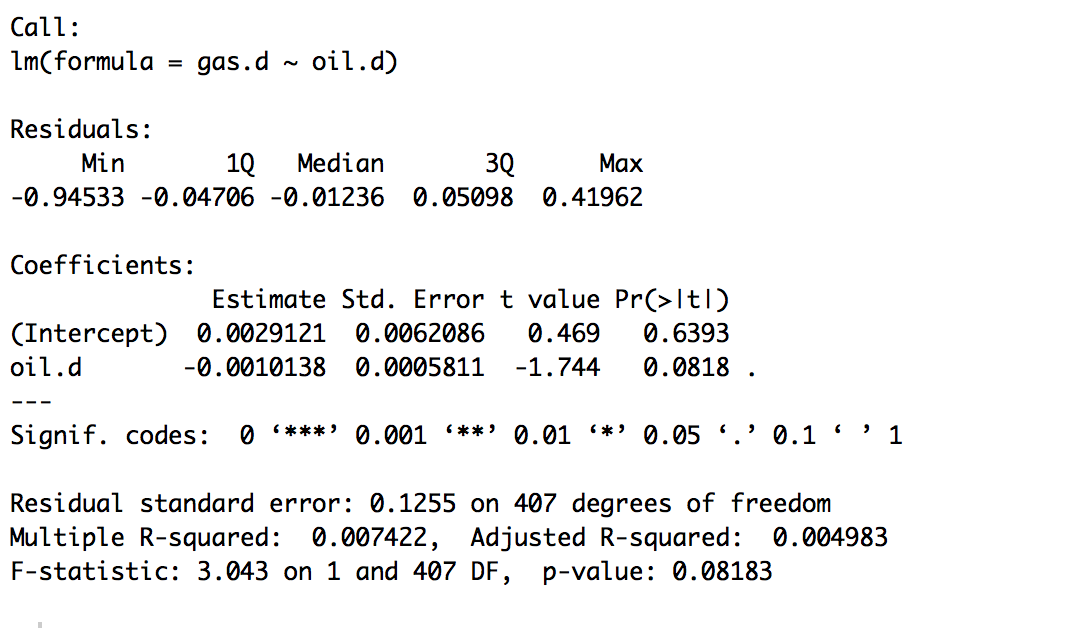 Call:
lm(formula = gas.d ~ oil.d)
Residuals:
Min 1Q Median 3Q Max
-0.94533 -0.04706 -0.01236 0.05098 0.41962
Coefficients:
Estimate Std. Error t value Pr(>|t|)
(Intercept) 0.0029121 0.0062086 0.469 0.6393
oil.d -0.0010138 0.0005811 -1.744 0.0818 .
---
Signif. codes: 0 ‘***’ 0.001 ‘**’ 0.01 ‘*’ 0.05 ‘.’ 0.1 ‘ ’ 1
Residual standard error: 0.1255 on 407 degrees of freedom
Multiple R-squared: 0.007422, Adjusted R-squared: 0.004983
F-statistic: 3.043 on 1 and 407 DF, p-value: 0.08183